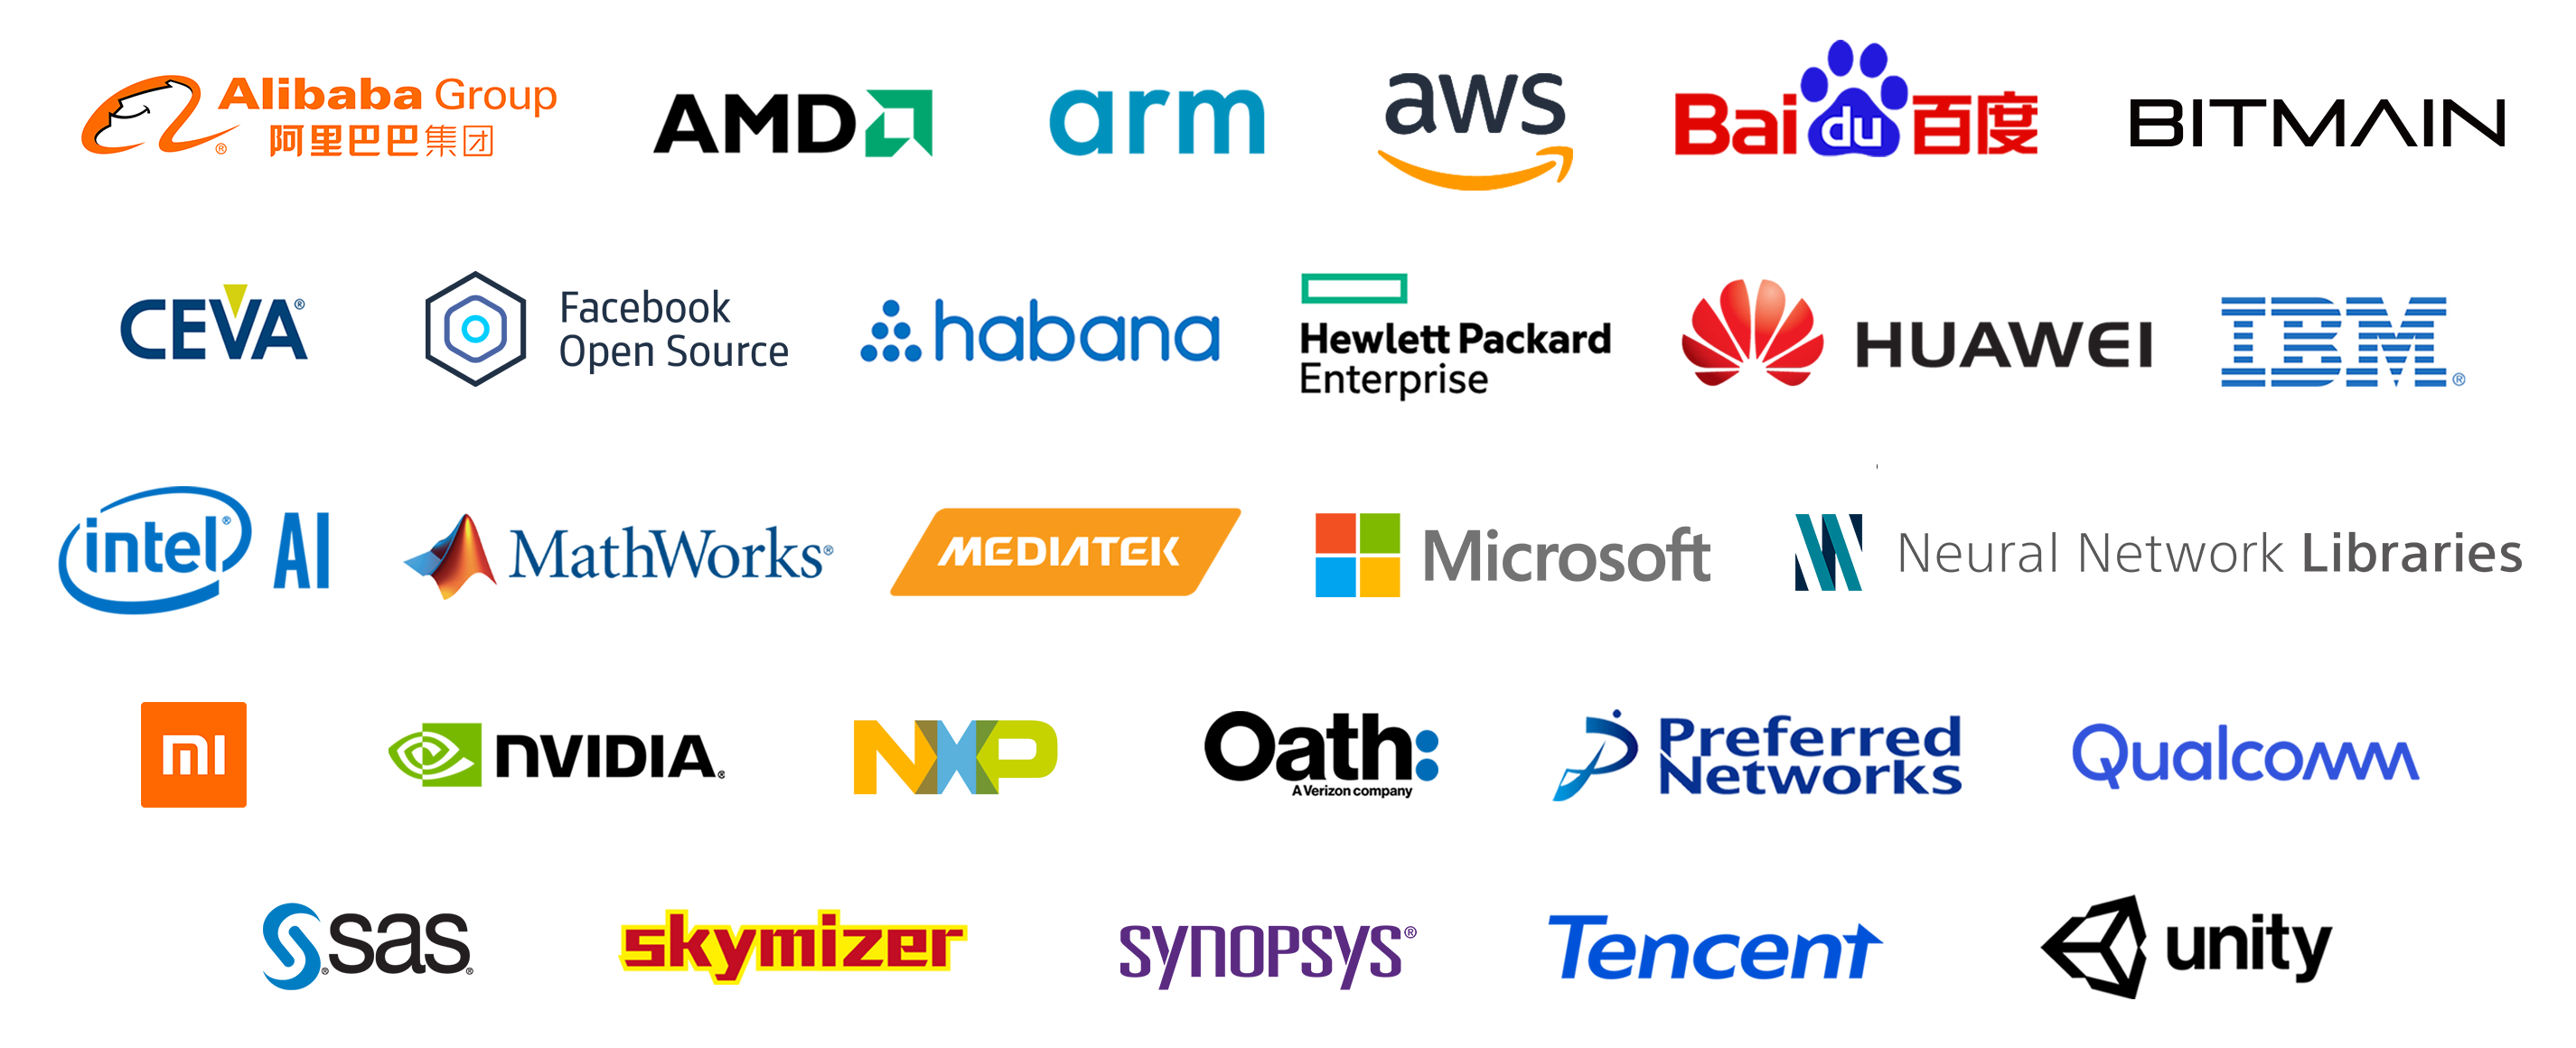 Alibaba Group
阿里巴巴集团
®
AMD
arm
aws
Bai du 百度
BITMAIN
CEVA®
Facebook
Open Source
habana
Hewlett Packard
Enterprise
HUAWEI
IBM®
intel® AI
MathWorks®
MEDIATEK
Microsoft
Neural Network Libraries
mi
NVIDIA®
NXP
Oath:
A Verizon company
Preferred
Networks
Qualcomm
sas®
skymizer
SYNOPSYS®
Tencent
unity